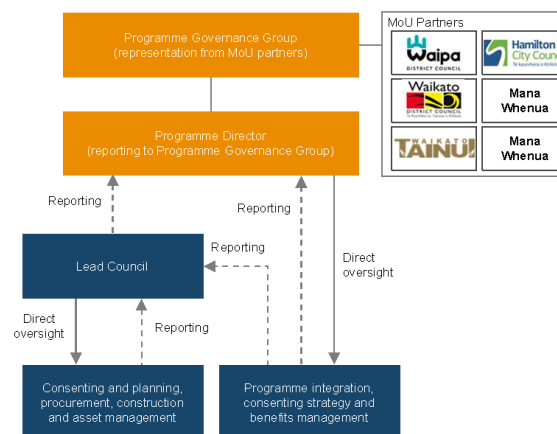 Programme Governance Group
(representation from MoU partners)
MoU Partners
Waipa
DISTRICT COUNCIL
Hamilton
City Counc
Waikato
DISTRICT COUNCIL
Mana
Whenua
WAIKATO
TAINUI
Mana
Whenua
Programme Director
(reporting to Programme Governance Group)
Reporting
Reporting
Reporting
Direct
oversight
Lead Council
Direct
oversight
Reporting
Consenting and planning,
procurement, construction
and asset management
Programme integration,
consenting strategy and
benefits management